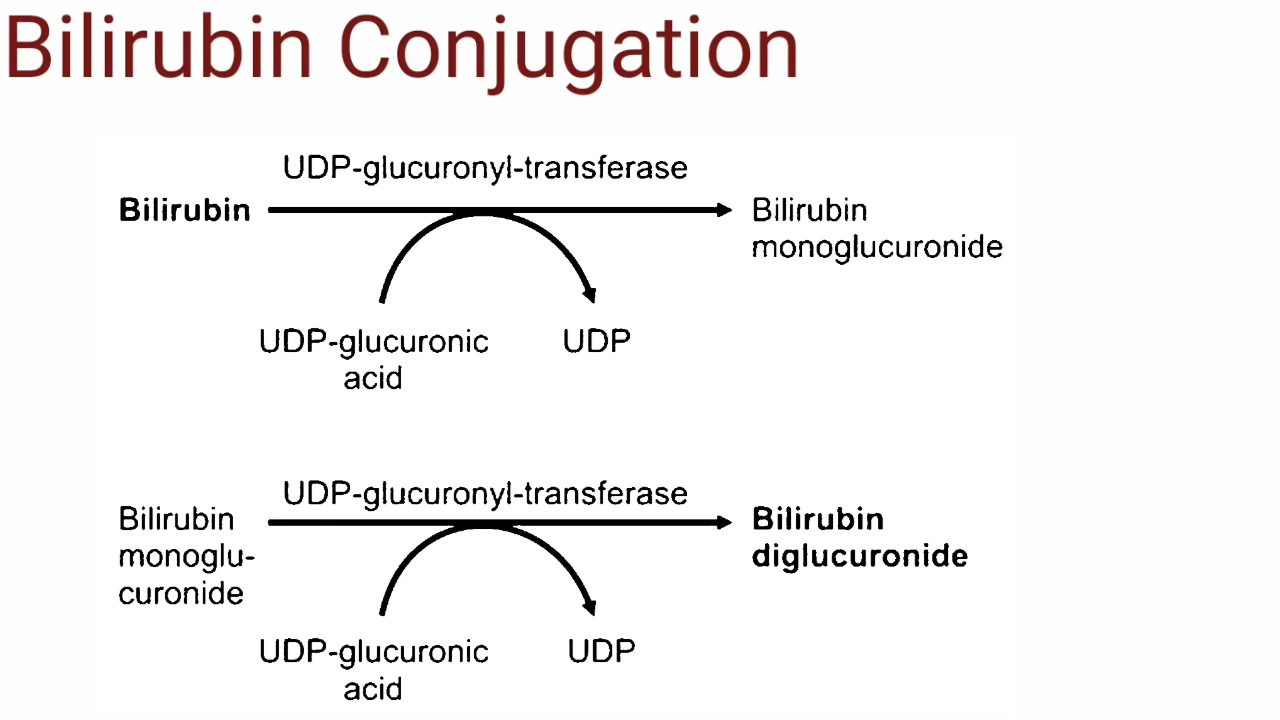 Bilirubin Conjugation
UDP-glucuronyl-transferase
Bilirubin
Bilirubin
monoglucuronide
UDP-glucuronic
acid
UDP
UDP-glucuronyl-transferase
Bilirubin
monoglu-
curonide
Bilirubin
diglucuronide
UDP-glucuronic
acid
UDP